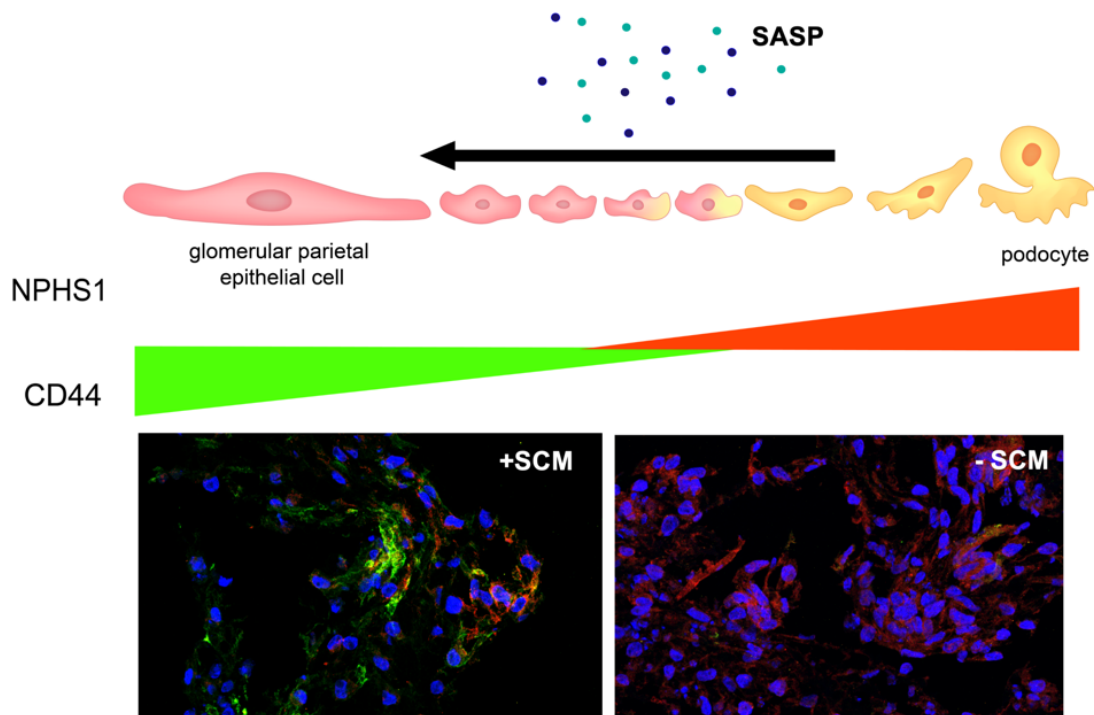 SASP
glomerular parietal
epithelial cell
podocyte
NPHS1
CD44
+SCM
- SCM